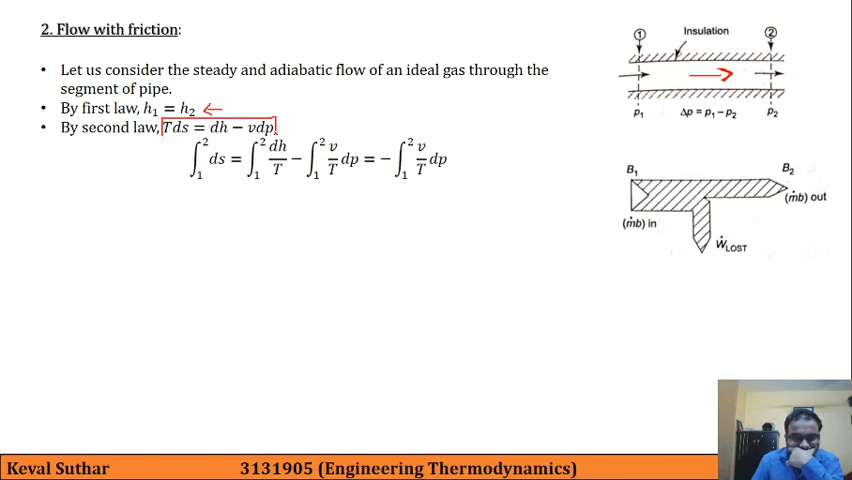 2. Flow with friction:
• Let us consider the steady and adiabatic flow of an ideal gas through the
segment of pipe.
• By first law, h₁ = h₂
• By second law, Tds = dh − vdp
∫₁² ds = ∫₁² dh/T − ∫₁² v/T dp = − ∫₁² v/T dp
1 Insulation 2
p₁ Δp = p₁ − p₂ p₂
B₁ B₂
(ṁb) out
(ṁb) in
Ẇ_LOST
Keval Suthar 3131905 (Engineering Thermodynamics)